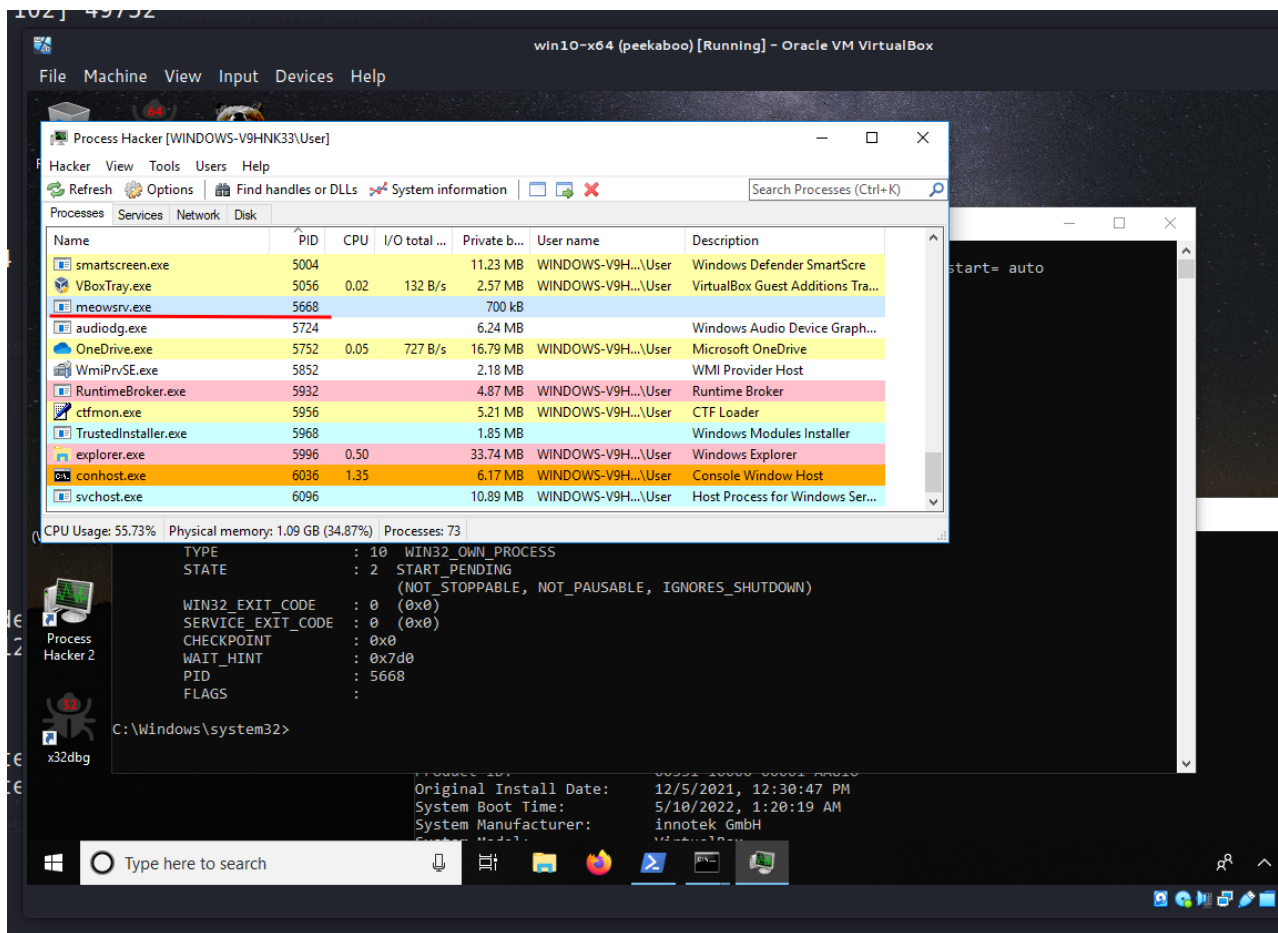 102] 49752
win10-x64 (peekaboo) [Running] - Oracle VM VirtualBox
File Machine View Input Devices Help
64
Process Hacker [WINDOWS-V9HNK33\User]
Hacker View Tools Users Help
Refresh Options Find handles or DLLs System information Search Processes (Ctrl+K)
Processes Services Network Disk
Name PID CPU I/O total ... Private b... User name Description
smartscreen.exe 5004 11.23 MB WINDOWS-V9H...\User Windows Defender SmartScre
VBoxTray.exe 5056 0.02 132 B/s 2.57 MB WINDOWS-V9H...\User VirtualBox Guest Additions Tra...
meowsrv.exe 5668 700 kB
audiodg.exe 5724 6.24 MB Windows Audio Device Graph...
OneDrive.exe 5752 0.05 727 B/s 16.79 MB WINDOWS-V9H...\User Microsoft OneDrive
WmiPrvSE.exe 5852 2.18 MB WMI Provider Host
RuntimeBroker.exe 5932 4.87 MB WINDOWS-V9H...\User Runtime Broker
ctfmon.exe 5956 5.21 MB WINDOWS-V9H...\User CTF Loader
TrustedInstaller.exe 5968 1.85 MB Windows Modules Installer
explorer.exe 5996 0.50 33.74 MB WINDOWS-V9H...\User Windows Explorer
conhost.exe 6036 1.35 6.17 MB WINDOWS-V9H...\User Console Window Host
svchost.exe 6096 10.89 MB WINDOWS-V9H...\User Host Process for Windows Ser...
CPU Usage: 55.73% Physical memory: 1.09 GB (34.87%) Processes: 73
start= auto
TYPE : 10 WIN32_OWN_PROCESS
STATE : 2 START_PENDING
(NOT_STOPPABLE, NOT_PAUSABLE, IGNORES_SHUTDOWN)
WIN32_EXIT_CODE : 0 (0x0)
SERVICE_EXIT_CODE : 0 (0x0)
CHECKPOINT : 0x0
WAIT_HINT : 0x7d0
PID : 5668
FLAGS :
C:\Windows\system32>
Process
Hacker 2
32
x32dbg
Original Install Date: 12/5/2021, 12:30:47 PM
System Boot Time: 5/10/2022, 1:20:19 AM
System Manufacturer: innotek GmbH
Type here to search